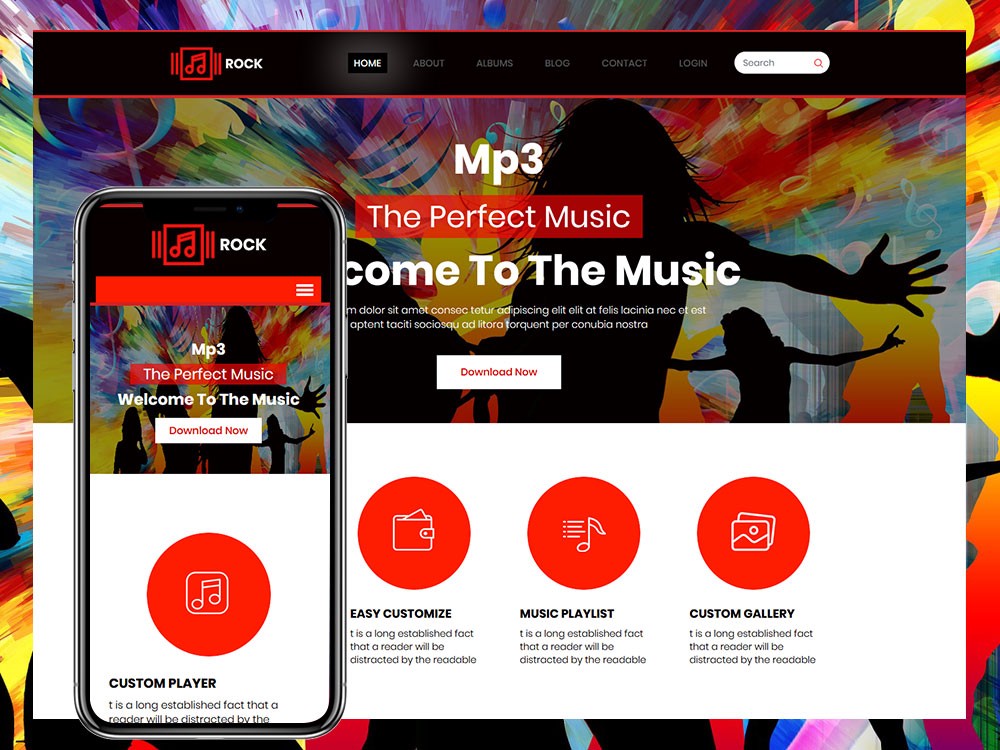 ROCK
HOME ABOUT ALBUMS BLOG CONTACT LOGIN Search
Mp3
The Perfect Music
come To The Music
m dolor sit amet consec tetur adipiscing elit elit at felis lacinia nec et est
aptent taciti sociosqu ad litora torquent per conubia nostra
Download Now
EASY CUSTOMIZE
t is a long established fact
that a reader will be
distracted by the readable
MUSIC PLAYLIST
t is a long established fact
that a reader will be
distracted by the readable
CUSTOM GALLERY
t is a long established fact
that a reader will be
distracted by the readable
ROCK
Mp3
The Perfect Music
Welcome To The Music
Download Now
CUSTOM PLAYER
t is a long established fact that a
reader will be distracted by the